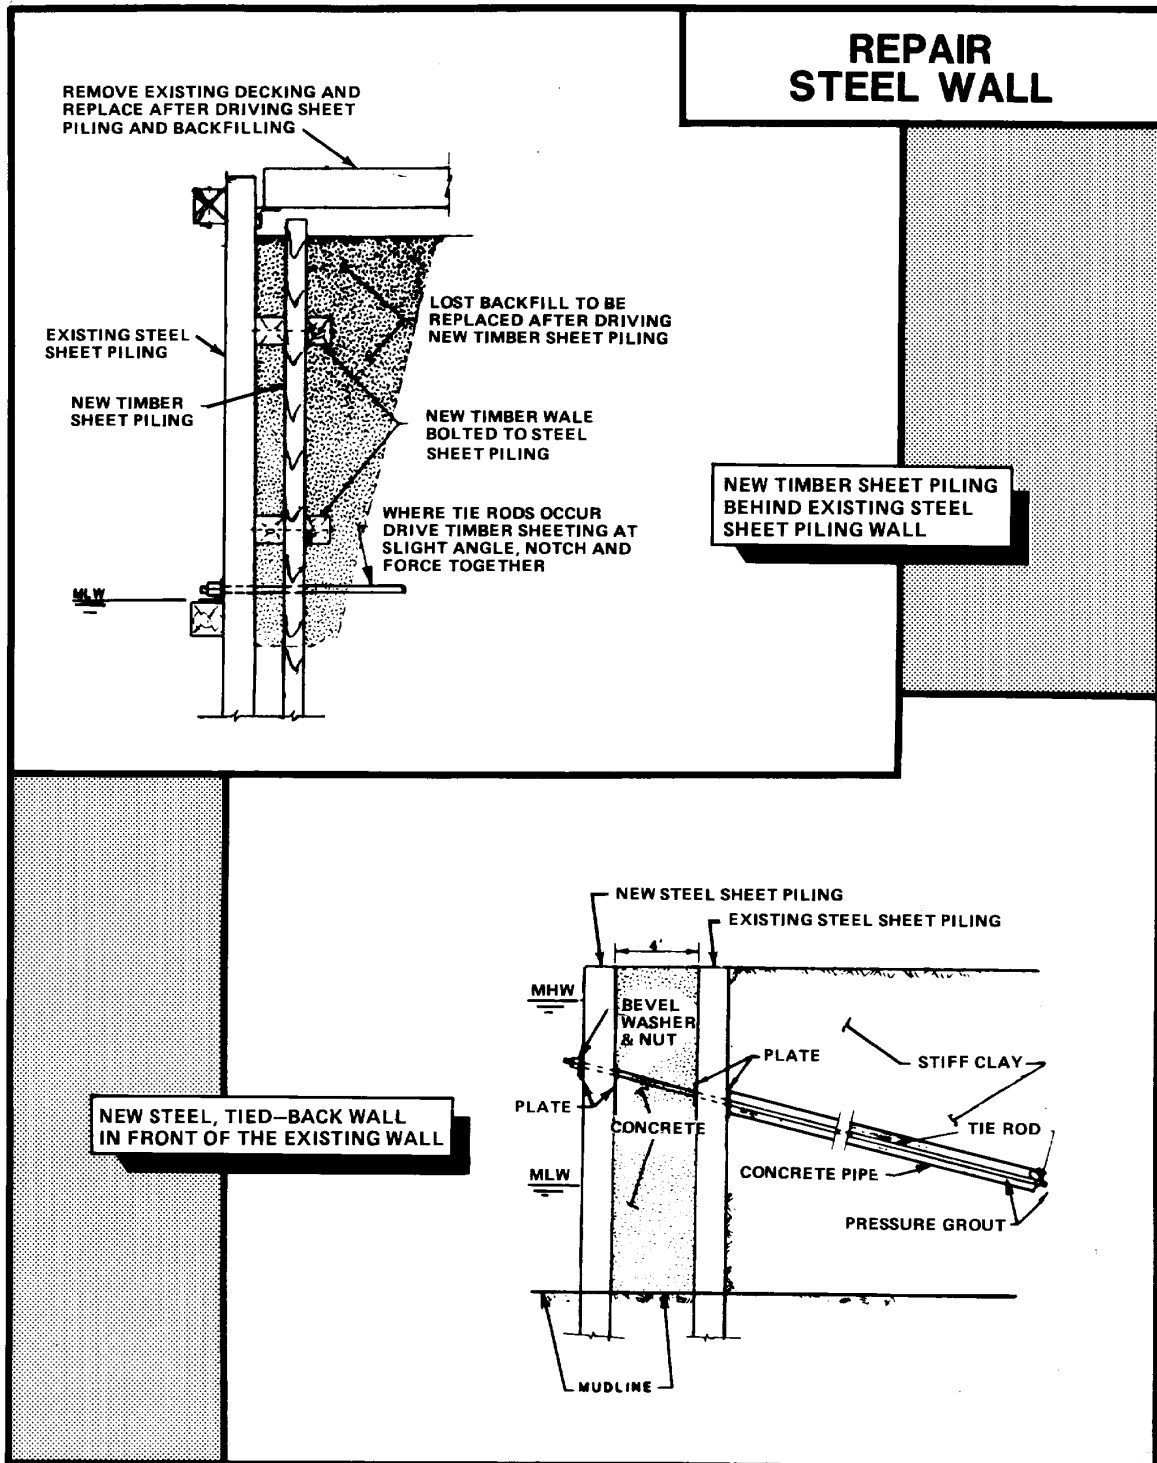 REPAIR
STEEL WALL
REMOVE EXISTING DECKING AND
REPLACE AFTER DRIVING SHEET
PILING AND BACKFILLING
LOST BACKFILL TO BE
REPLACED AFTER DRIVING
NEW TIMBER SHEET PILING
EXISTING STEEL
SHEET PILING
NEW TIMBER
SHEET PILING
NEW TIMBER WALE
BOLTED TO STEEL
SHEET PILING
WHERE TIE RODS OCCUR
DRIVE TIMBER SHEETING AT
SLIGHT ANGLE, NOTCH AND
FORCE TOGETHER
MLW
NEW TIMBER SHEET PILING
BEHIND EXISTING STEEL
SHEET PILING WALL
NEW STEEL SHEET PILING
EXISTING STEEL SHEET PILING
4'
MHW
BEVEL
WASHER
& NUT
PLATE
STIFF CLAY
PLATE
CONCRETE
TIE ROD
CONCRETE PIPE
MLW
PRESSURE GROUT
MUDLINE
NEW STEEL, TIED–BACK WALL
IN FRONT OF THE EXISTING WALL